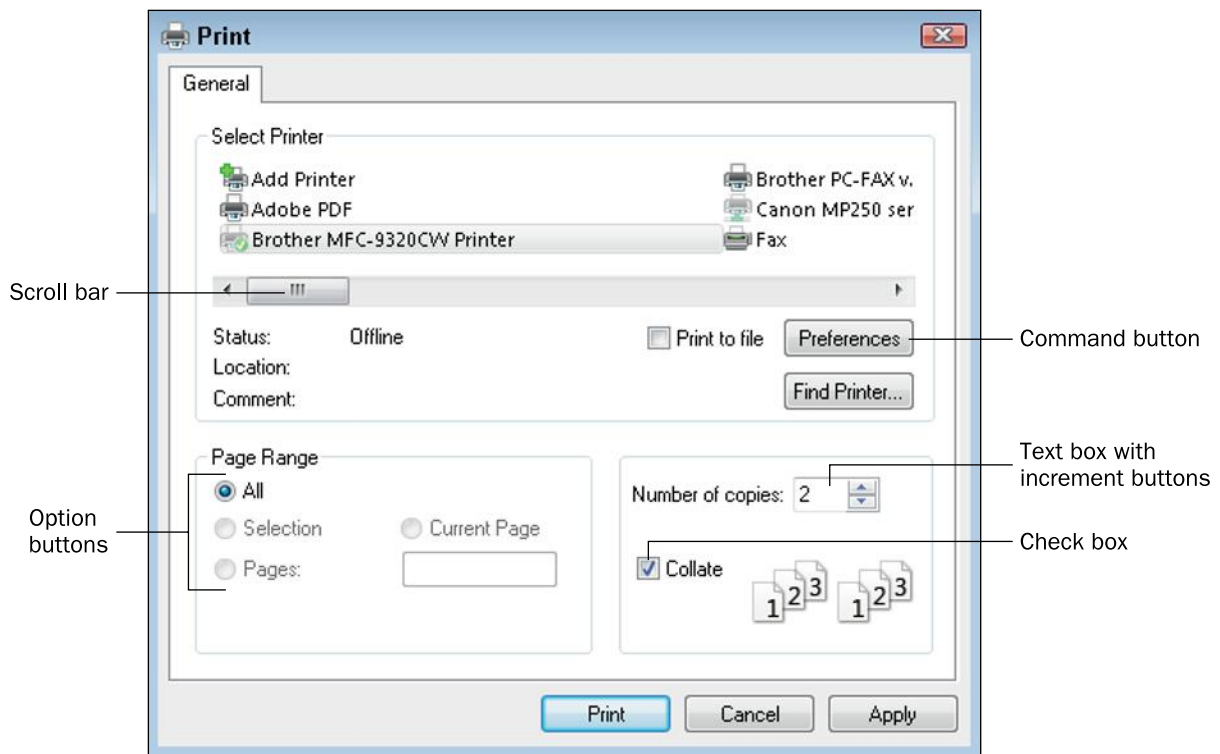 Print
General
Select Printer
Add Printer
Brother PC-FAX v.
Adobe PDF
Canon MP250 ser
Brother MFC-9320CW Printer
Fax
Scroll bar
Status: Offline
Print to file
Preferences
Command button
Location:
Comment:
Find Printer...
Page Range
All
Selection
Current Page
Pages:
Option
buttons
Number of copies: 2
Text box with
increment buttons
Collate
Check box
1 2 3 1 2 3
Print
Cancel
Apply